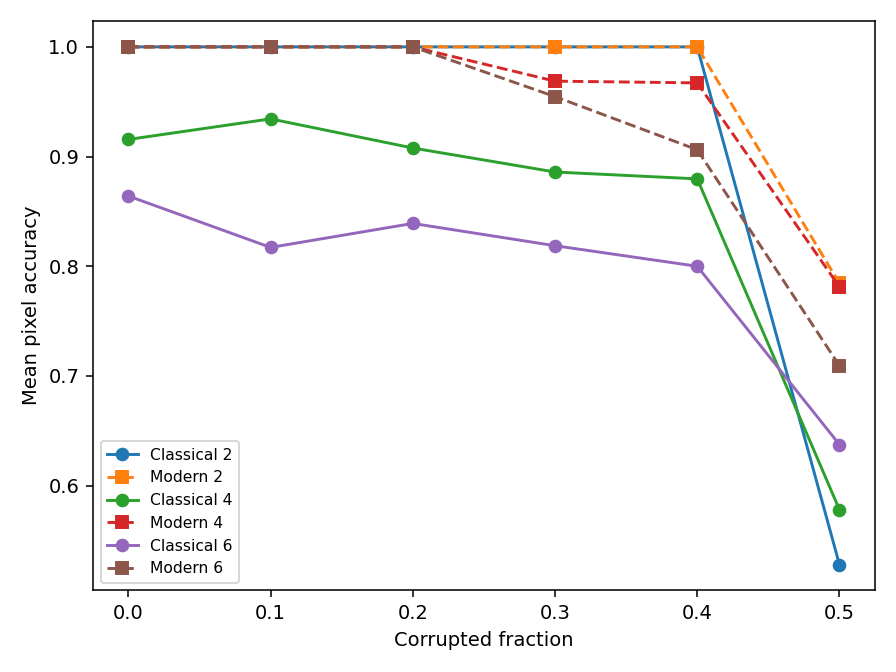 1.0
0.9
0.8
0.7
0.6
Mean pixel accuracy
Classical 2
Modern 2
Classical 4
Modern 4
Classical 6
Modern 6
0.0 0.1 0.2 0.3 0.4 0.5
Corrupted fraction